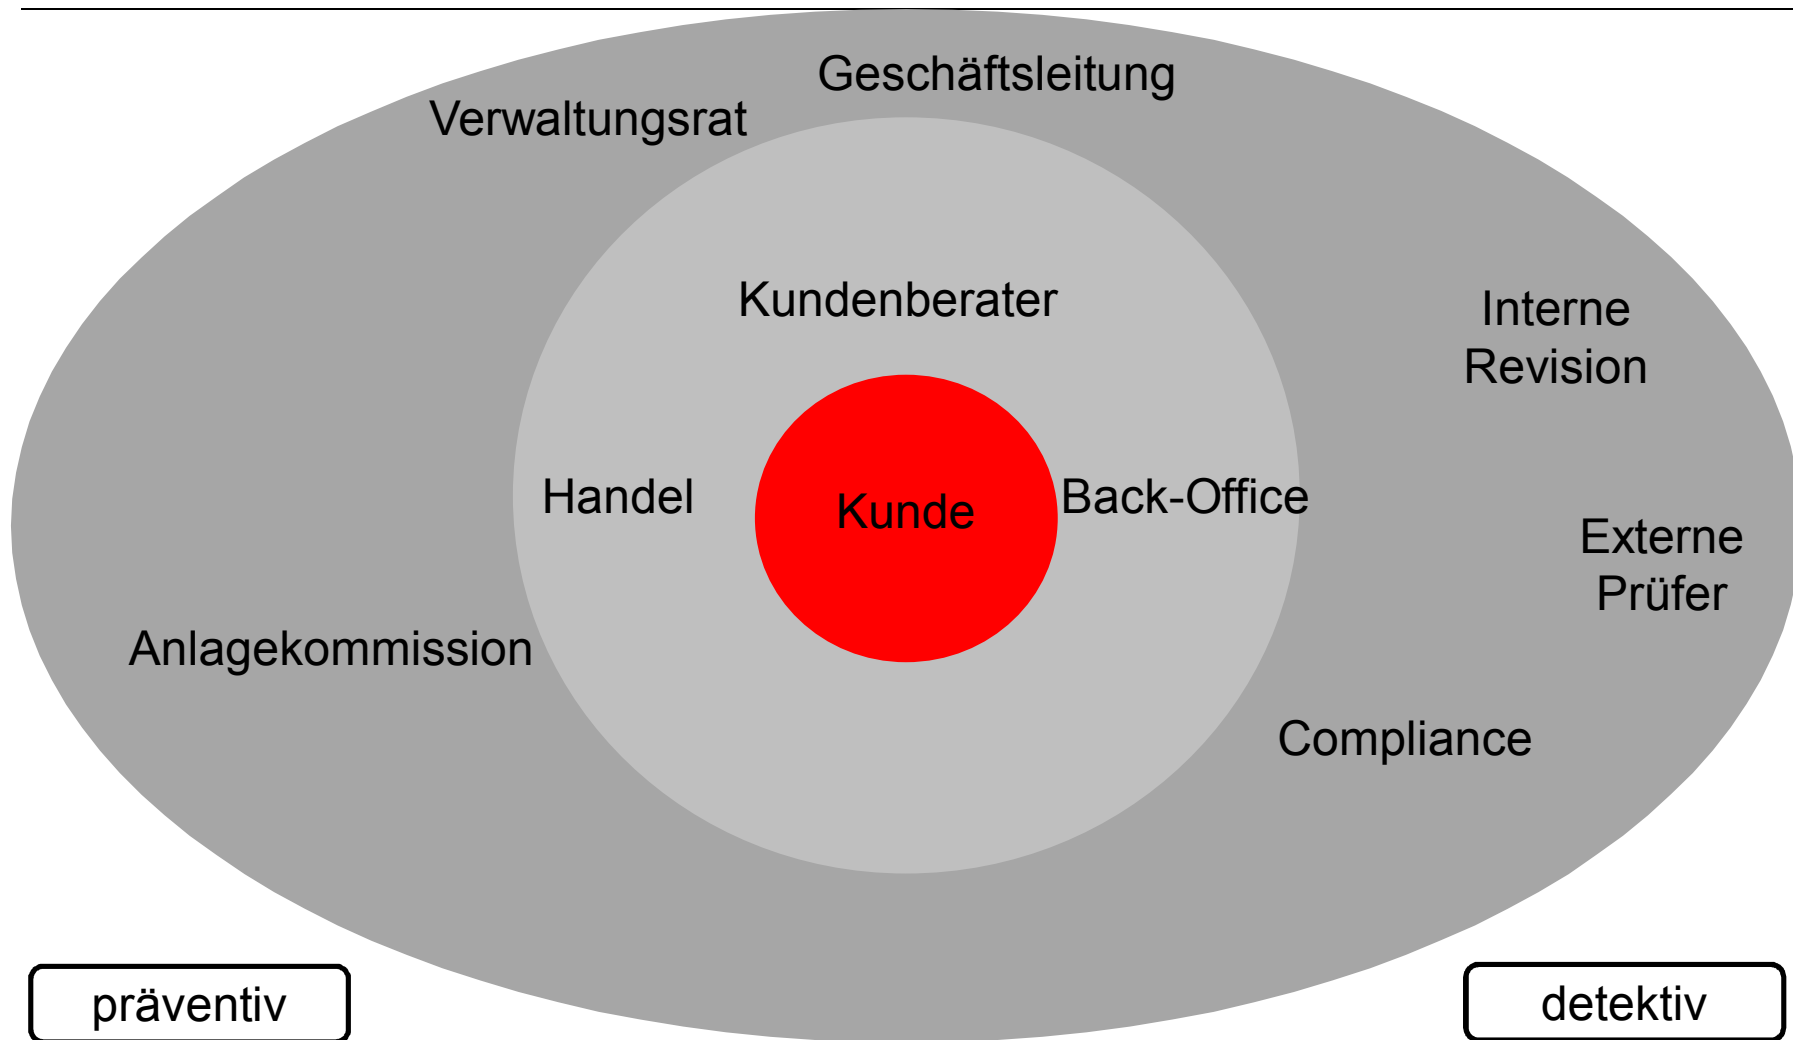 Geschäftsleitung
Verwaltungsrat
Kundenberater
Interne
Revision
Handel
Kunde
Back-Office
Externe
Prüfer
Anlagekommission
Compliance
präventiv
detektiv